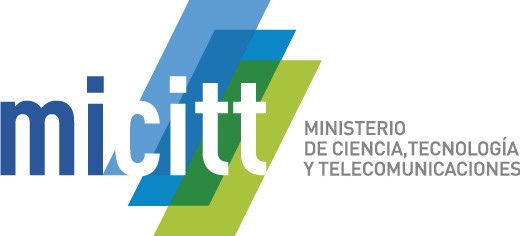 micitt
MINISTERIO
DE CIENCIA,TECNOLOGÍA
Y TELECOMUNICACIONES